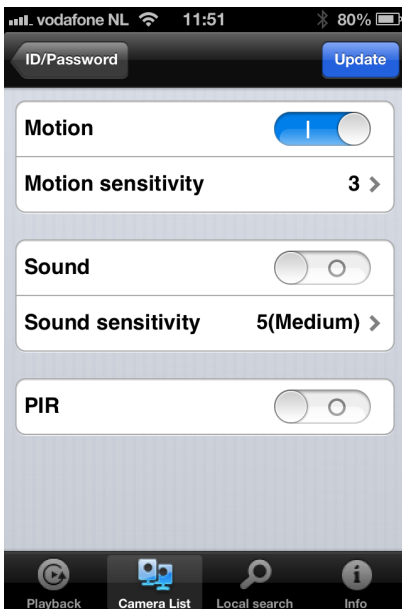 vodafone NL 11:51 80%
ID/Password Update
Motion
Motion sensitivity 3
Sound
Sound sensitivity 5(Medium)
PIR
Playback Camera List Local search Info